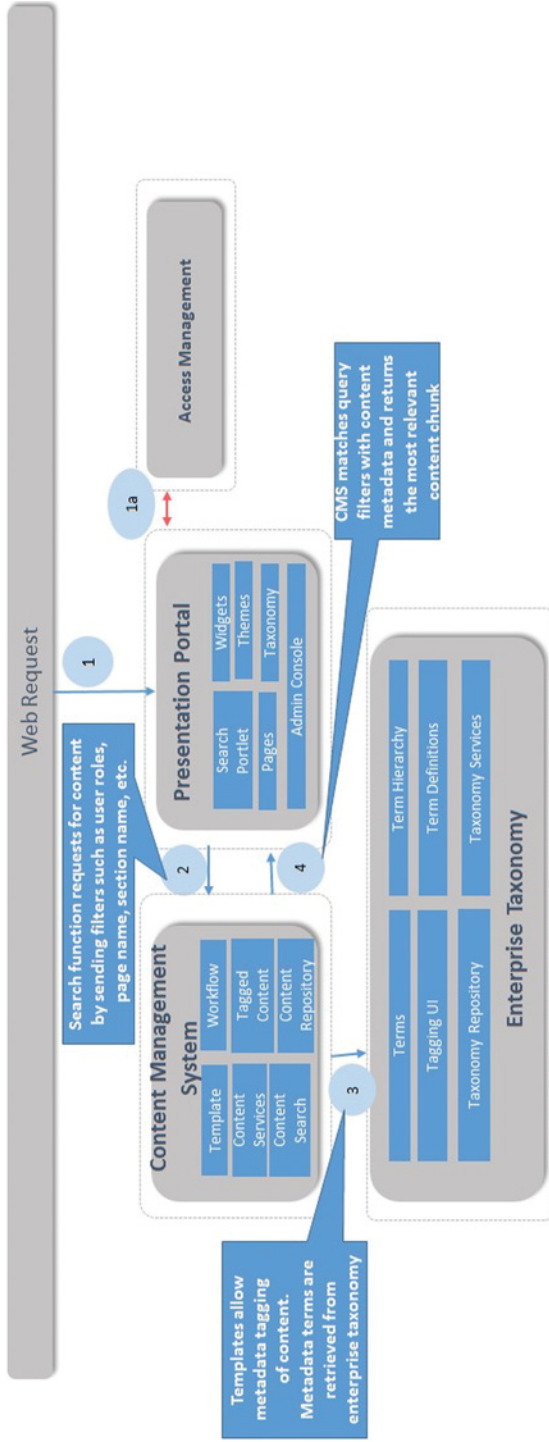 Web Request
1
Search function requests for content
by sending filters such as user roles,
page name, section name, etc.
2
1a
Access Management
Presentation Portal
Search
Portlet
Widgets
Themes
Pages
Taxonomy
Admin Console
4
CMS matches query
filters with content
metadata and returns
the most relevant
content chunk
Content Management
System
Template
Workflow
Content
Services
Tagged
Content
Content
Search
Content
Repository
3
Templates allow
metadata tagging
of content.
Metadata terms are
retrieved from
enterprise taxonomy
Terms
Term Hierarchy
Tagging UI
Term Definitions
Taxonomy Repository
Taxonomy Services
Enterprise Taxonomy